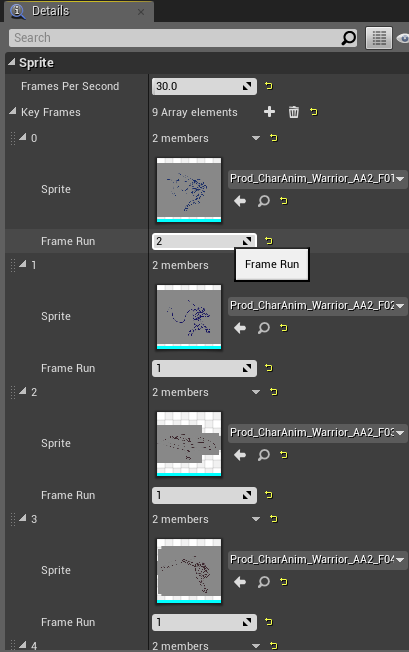 Details
Search
Sprite
Frames Per Second 30.0
Key Frames 9 Array elements
0 2 members
Sprite Prod_CharAnim_Warrior_AA2_F01
Frame Run 2
Frame Run
1 2 members
Sprite Prod_CharAnim_Warrior_AA2_F02
Frame Run 1
2 2 members
Sprite Prod_CharAnim_Warrior_AA2_F03
Frame Run 1
3 2 members
Sprite Prod_CharAnim_Warrior_AA2_F04
Frame Run 1
4 2 members